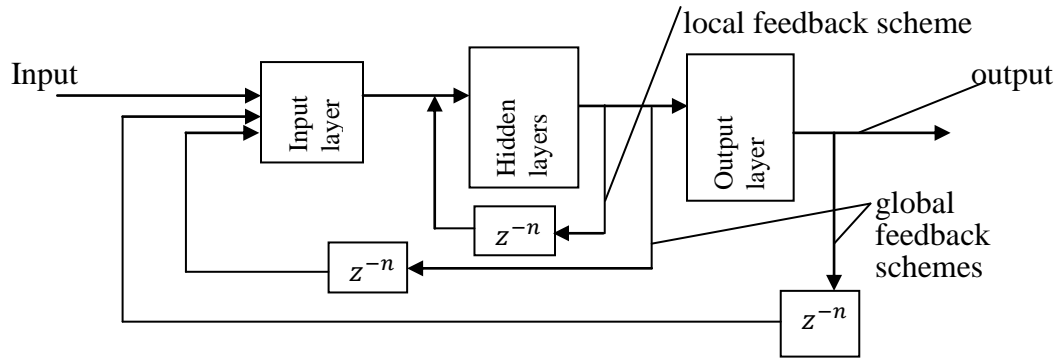 local feedback scheme
Input
output
Input
layer
Hidden
layers
Output
layer
z⁻ⁿ
z⁻ⁿ
z⁻ⁿ
global
feedback
schemes